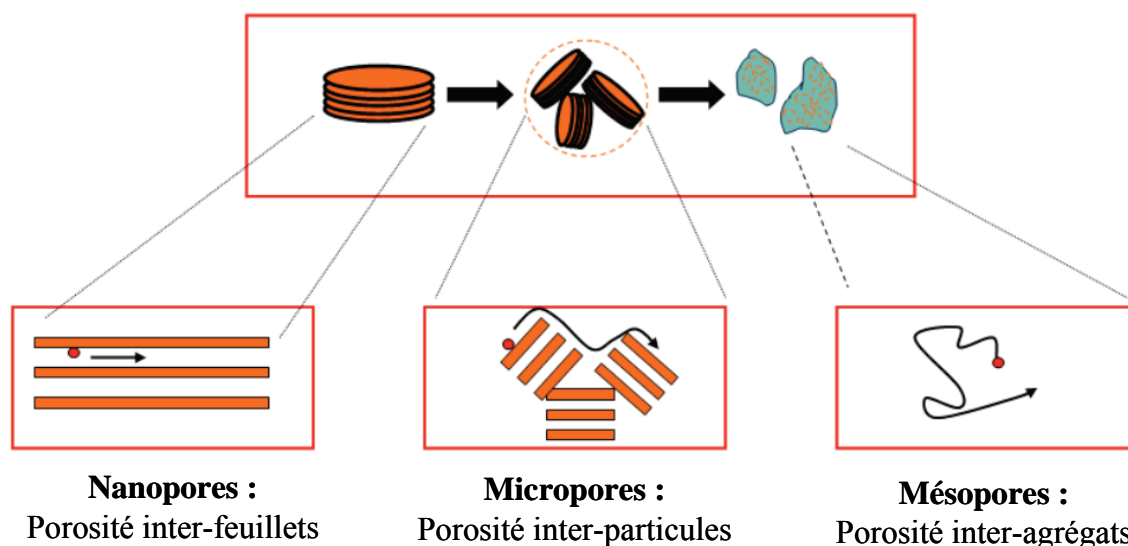 Nanopores :
Porosité inter-feuillets
Micropores :
Porosité inter-particules
Mésopores :
Porosité inter-agrégats